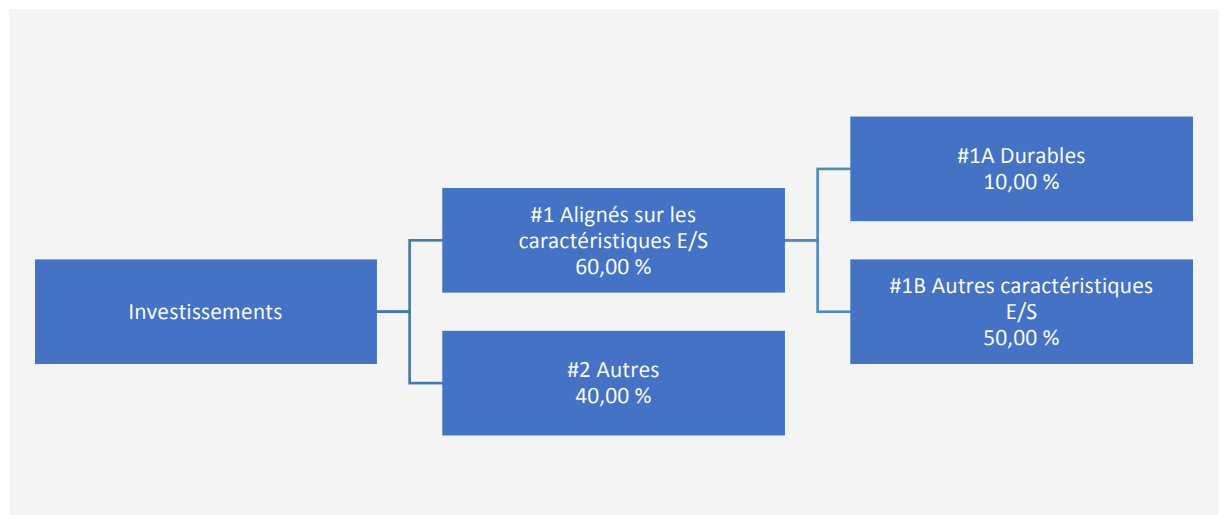 #1A Durables
10,00 %
#1 Alignés sur les
caractéristiques E/S
60,00 %
Investissements
#1B Autres caractéristiques
E/S
50,00 %
#2 Autres
40,00 %